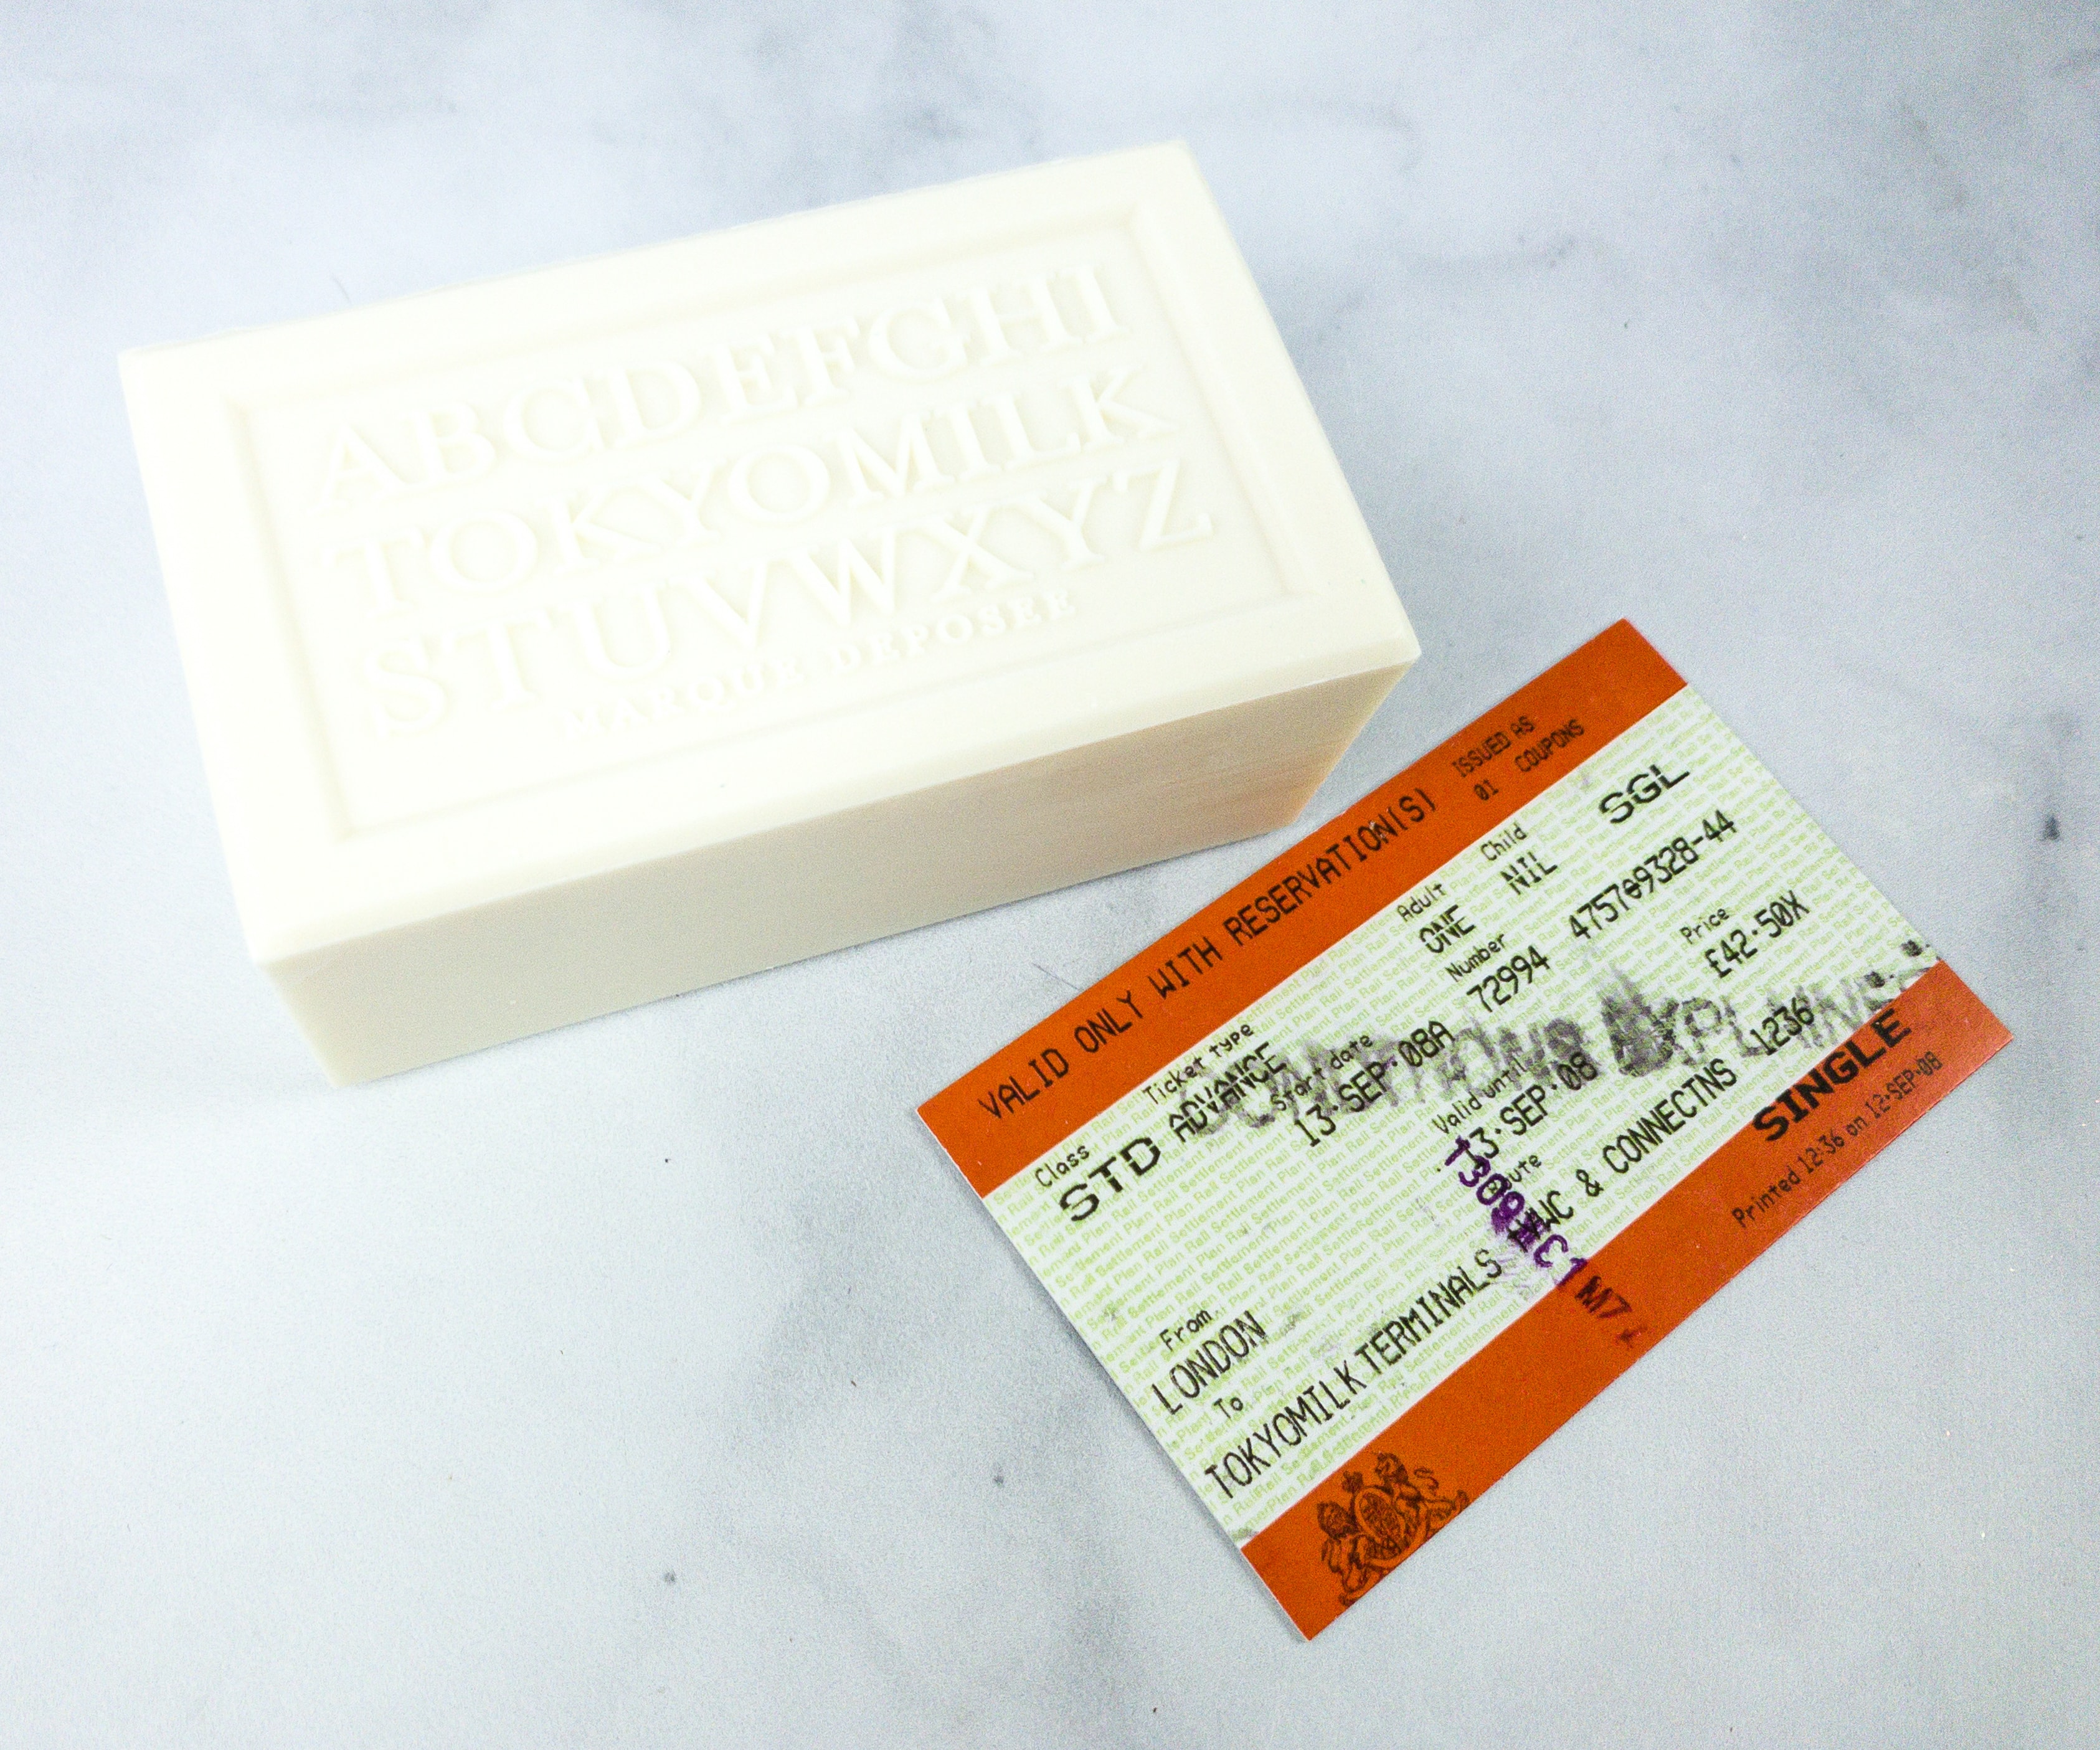 ABCDEFGHI
TOKYOMILK
STUVWXYZ
MARQUE DEPOSEE
VALID ONLY WITH RESERVATION(S)
ISSUED AS
01 COUPONS
Class Ticket type Adult Child
STD ADVANCE ONE NIL SGL
Start date Number
13·SEP·08A 72994 475709328-44
From Valid until Price
LONDON 13·SEP·08 £42·50X
To
TOKYOMILK TERMINALS & CONNECTNS 1236
SINGLE
Printed 12:36 on 12·SEP·08